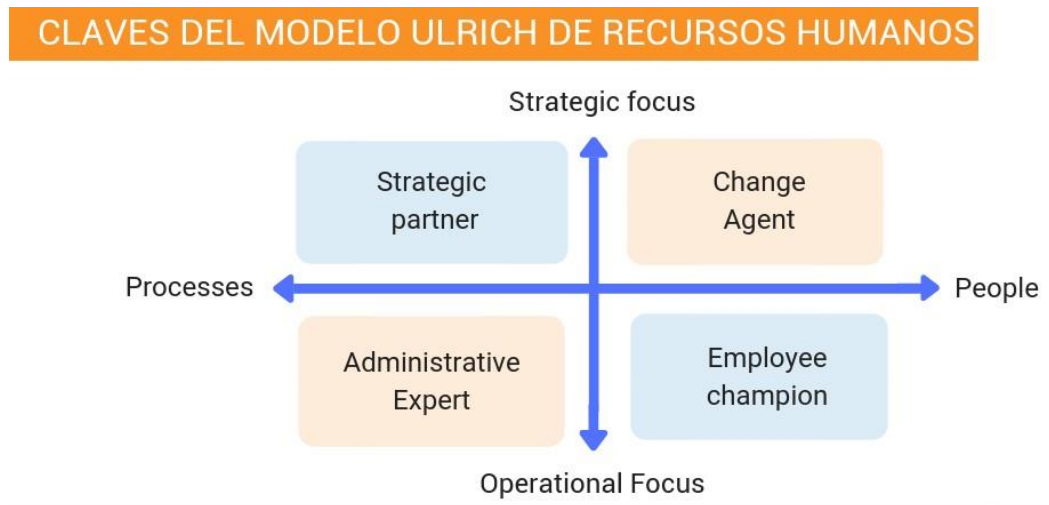 CLAVES DEL MODELO ULRICH DE RECURSOS HUMANOS
Strategic focus
Strategic
partner
Change
Agent
Processes
People
Administrative
Expert
Employee
champion
Operational Focus